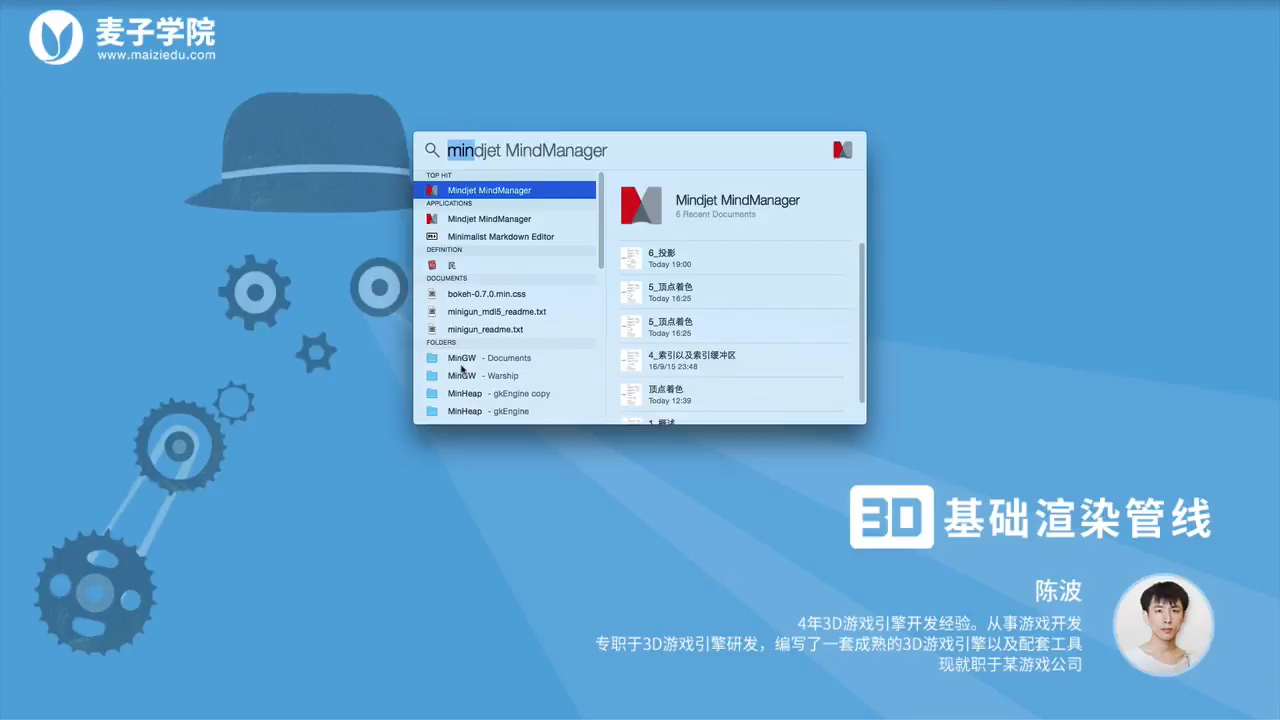 麦子学院
www.maiziedu.com
mindjet MindManager
TOP HIT
Mindjet MindManager
APPLICATIONS
Mindjet MindManager
Minimalist Markdown Editor
DEFINITION
民
DOCUMENTS
bokeh-0.7.0.min.css
minigun_mdl5_readme.txt
minigun_readme.txt
FOLDERS
MinGW - Documents
MinGW - Warship
MinHeap - gkEngine copy
MinHeap - gkEngine
Mindjet MindManager
6 Recent Documents
6_投影
Today 19:00
5_顶点着色
Today 16:25
5_顶点着色
Today 16:25
4_索引以及索引缓冲区
16/9/15 23:48
顶点着色
Today 12:39
1_概述
3D 基础渲染管线
陈波
4年3D游戏引擎开发经验。从事游戏开发
专职于3D游戏引擎研发，编写了一套成熟的3D游戏引擎以及配套工具
现就职于某游戏公司